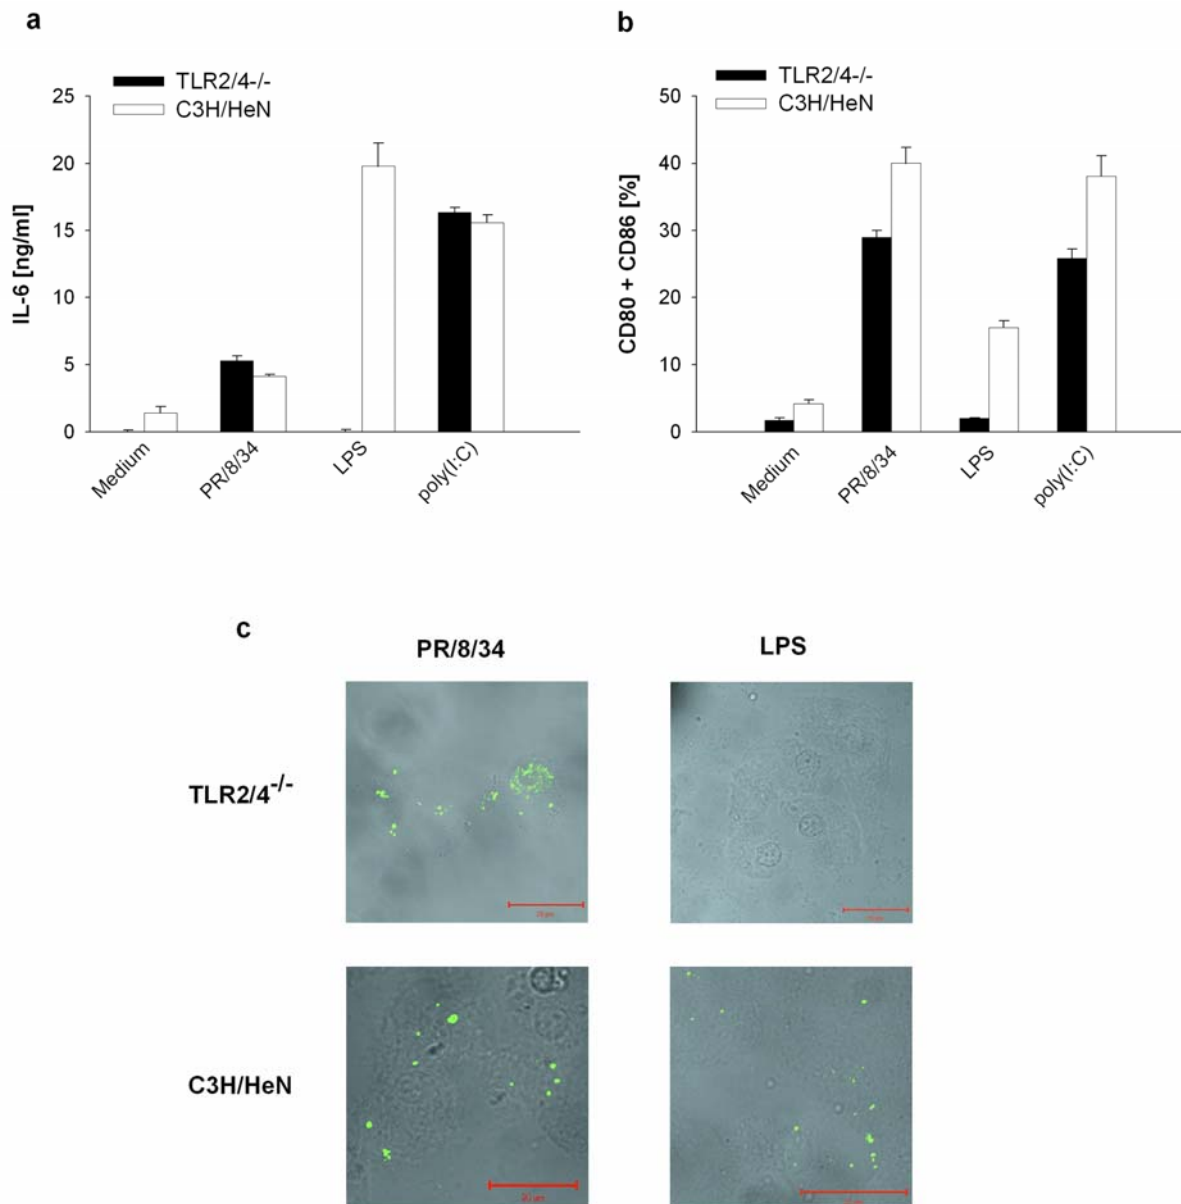 a
TLR2/4-/-
C3H/HeN
25
20
15
10
5
0
IL-6 [ng/ml]
Medium
PR/8/34
LPS
poly(I:C)
b
TLR2/4-/-
C3H/HeN
50
40
30
20
10
0
CD80 + CD86 [%]
Medium
PR/8/34
LPS
poly(I:C)
c
PR/8/34
LPS
TLR2/4-/-
C3H/HeN
20 µm